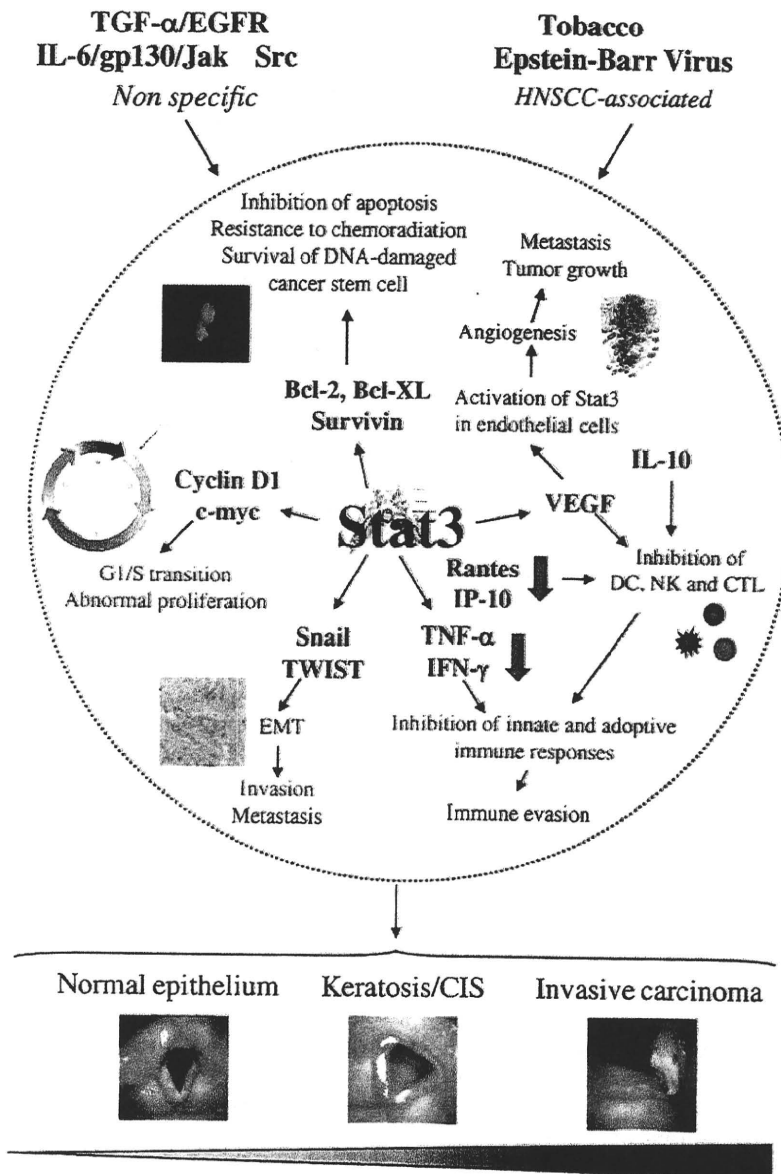 TGF-α/EGFR
IL-6/gp130/Jak Src
Non specific
Tobacco
Epstein-Barr Virus
HNSCC-associated
Inhibition of apoptosis
Resistance to chemoradiation
Survival of DNA-damaged
cancer stem cell
Metastasis
Tumor growth
Angiogenesis
Bcl-2, Bcl-XL
Survivin
Activation of Stat3
in endothelial cells
IL-10
Cyclin D1
c-myc
Stat3
VEGF
G1/S transition
Abnormal proliferation
Rantes
IP-10
Inhibition of
DC, NK and CTL
Snail
TWIST
TNF-α
IFN-γ
EMT
Inhibition of innate and adoptive
immune responses
Invasion
Metastasis
Immune evasion
Normal epithelium
Keratosis/CIS
Invasive carcinoma